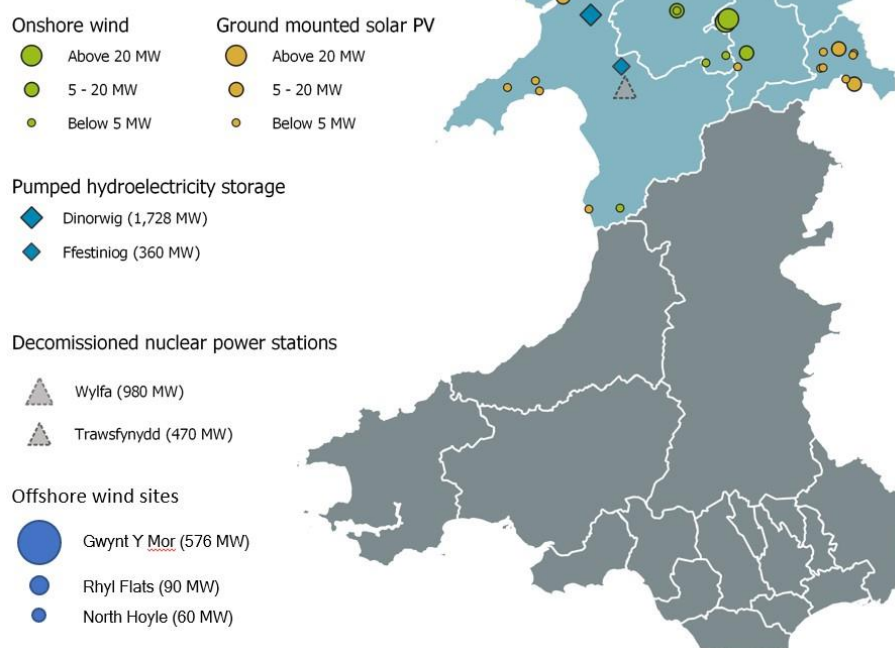 Onshore wind
Above 20 MW
5 - 20 MW
Below 5 MW
Ground mounted solar PV
Above 20 MW
5 - 20 MW
Below 5 MW
Pumped hydroelectricity storage
Dinorwig (1,728 MW)
Ffestiniog (360 MW)
Decomissioned nuclear power stations
Wylfa (980 MW)
Trawsfynydd (470 MW)
Offshore wind sites
Gwynt Y Mor (576 MW)
Rhyl Flats (90 MW)
North Hoyle (60 MW)